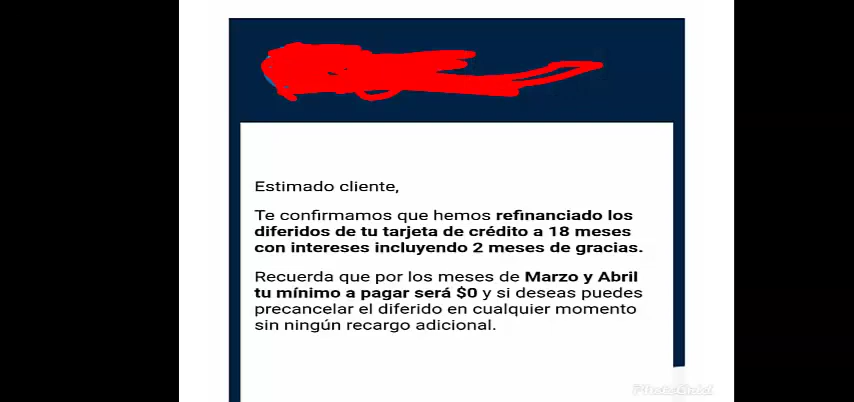 Estimado cliente,
Te confirmamos que hemos refinanciado los
diferidos de tu tarjeta de crédito a 18 meses
con intereses incluyendo 2 meses de gracias.
Recuerda que por los meses de Marzo y Abril
tu mínimo a pagar será $0 y si deseas puedes
precancelar el diferido en cualquier momento
sin ningún recargo adicional.